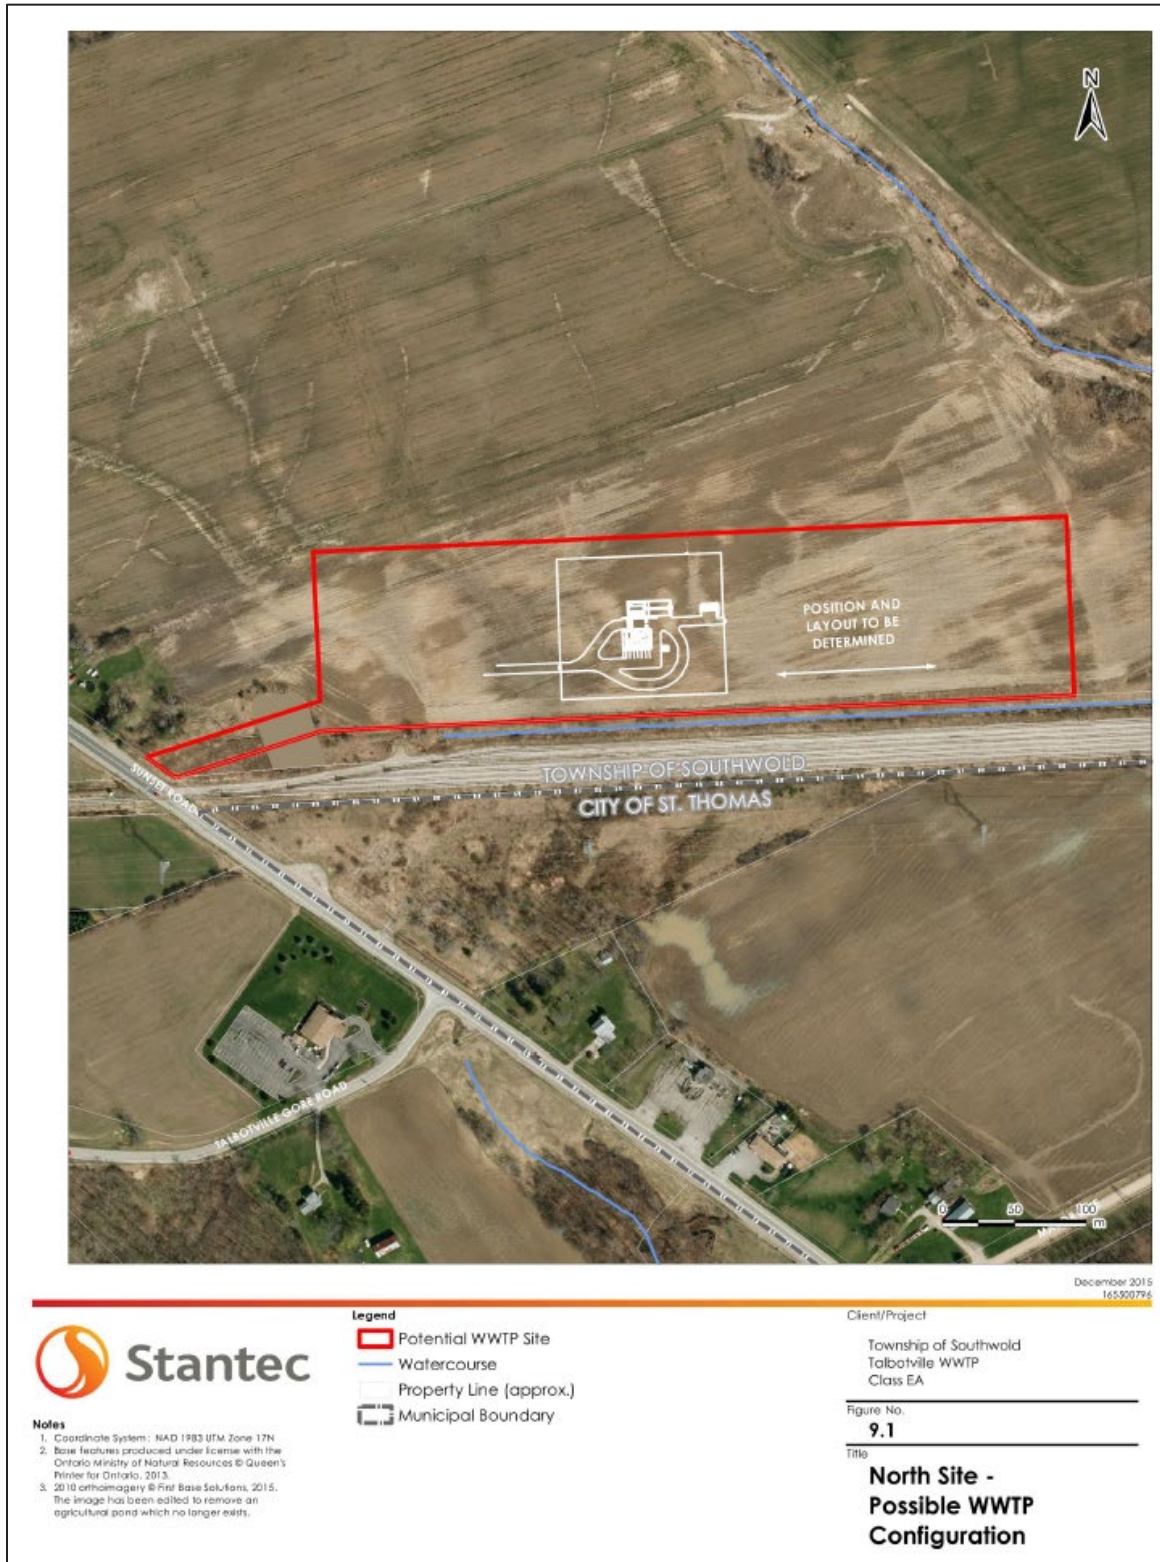 N
POSITION AND
LAYOUT TO BE
DETERMINED
SUNSET ROAD
TOWNSHIP OF SOUTHWOLD
CITY OF ST. THOMAS
TALBOTVILLE GORE ROAD
0 50 100
m
December 2015
165500796
Stantec
Notes
1. Coordinate System: NAD 1983 UTM Zone 17N
2. Base features produced under license with the
Ontario Ministry of Natural Resources © Queen's
Printer for Ontario, 2013.
3. 2010 orthoimagery © First Base Solutions, 2015.
The image has been edited to remove an
agricultural pond which no longer exists.
Legend
Potential WWTP Site
Watercourse
Property Line (approx.)
Municipal Boundary
Client/Project
Township of Southwold
Talbotville WWTP
Class EA
Figure No.
9.1
Title
North Site -
Possible WWTP
Configuration